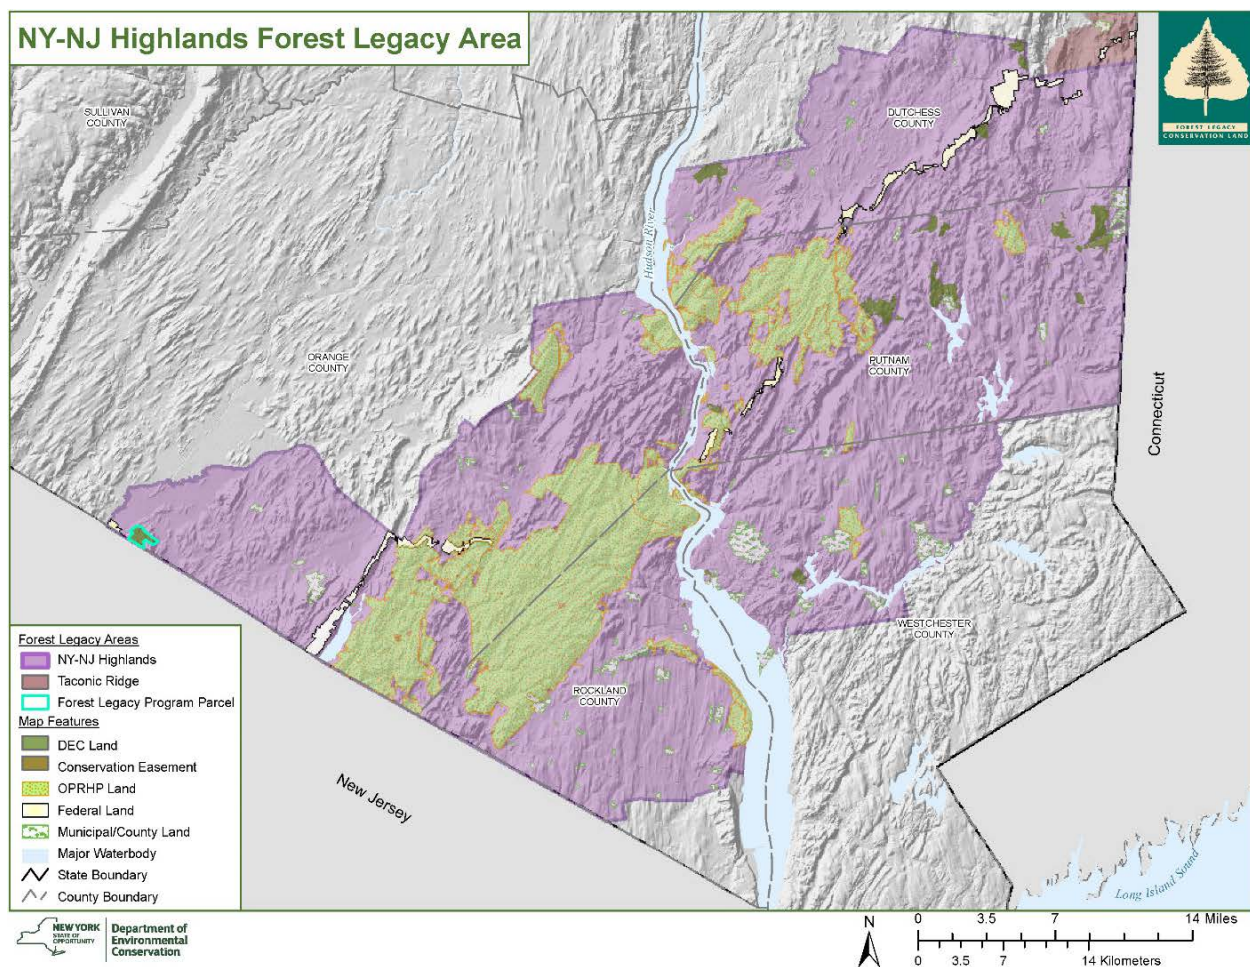 NY-NJ Highlands Forest Legacy Area
FOREST LEGACY
CONSERVATION LAND
SULLIVAN
COUNTY
DUTCHESS
COUNTY
Hudson River
ORANGE
COUNTY
PUTNAM
COUNTY
Connecticut
WESTCHESTER
COUNTY
ROCKLAND
COUNTY
New Jersey
Long Island Sound
Forest Legacy Areas
NY-NJ Highlands
Taconic Ridge
Forest Legacy Program Parcel
Map Features
DEC Land
Conservation Easement
OPRHP Land
Federal Land
Municipal/County Land
Major Waterbody
State Boundary
County Boundary
NEW YORK
STATE OF
OPPORTUNITY
Department of
Environmental
Conservation
N
0 3.5 7 14 Miles
0 3.5 7 14 Kilometers